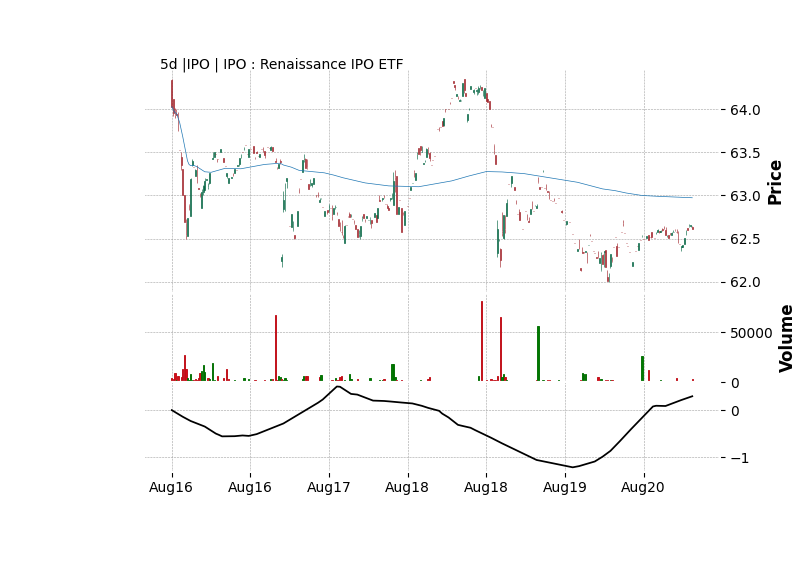 5d |IPO | IPO : Renaissance IPO ETF
64.0
63.5
63.0
62.5
62.0
Price
50000
0
Volume
0
−1
Aug16 Aug16 Aug17 Aug18 Aug18 Aug19 Aug20